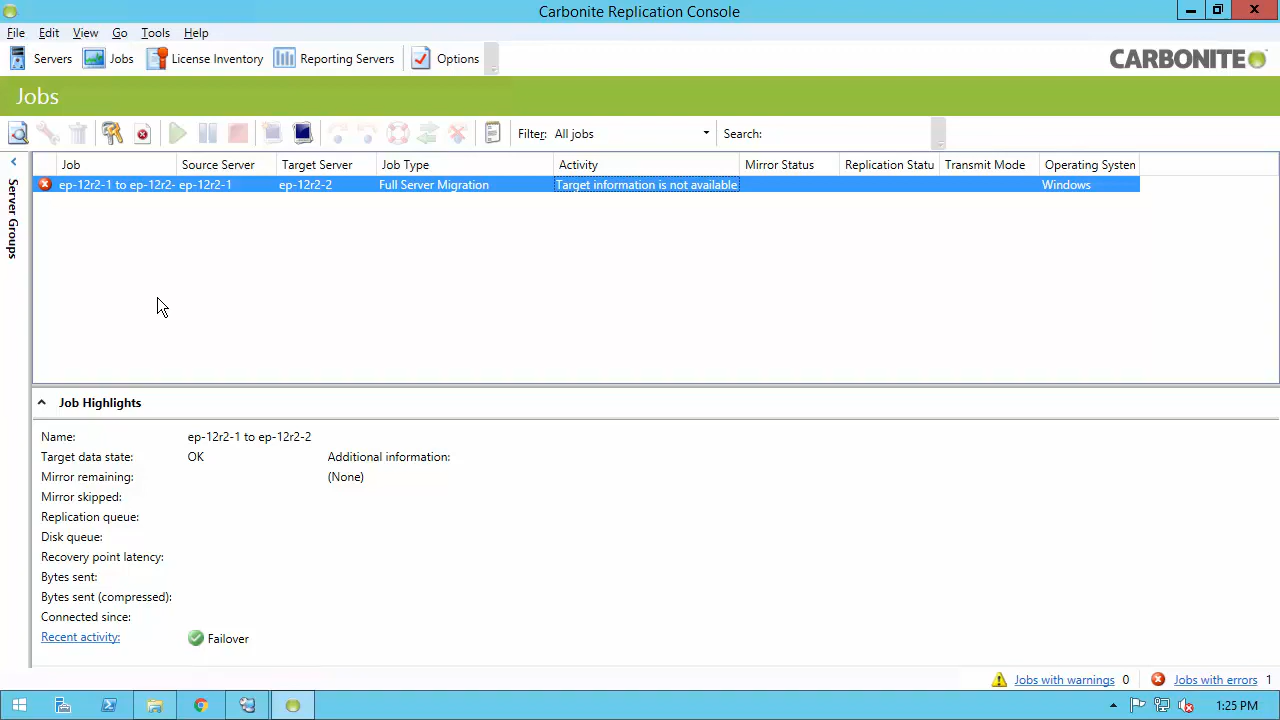 Carbonite Replication Console
File Edit View Go Tools Help
Servers Jobs License Inventory Reporting Servers Options CARBONITE
Jobs
Filter: All jobs Search:
Job Source Server Target Server Job Type Activity Mirror Status Replication Statu Transmit Mode Operating System
ep-12r2-1 to ep-12r2- ep-12r2-1 ep-12r2-2 Full Server Migration Target information is not available Windows
Server Groups
Job Highlights
Name: ep-12r2-1 to ep-12r2-2
Target data state: OK Additional information:
Mirror remaining: (None)
Mirror skipped:
Replication queue:
Disk queue:
Recovery point latency:
Bytes sent:
Bytes sent (compressed):
Connected since:
Recent activity: Failover
Jobs with warnings 0 Jobs with errors 1
1:25 PM